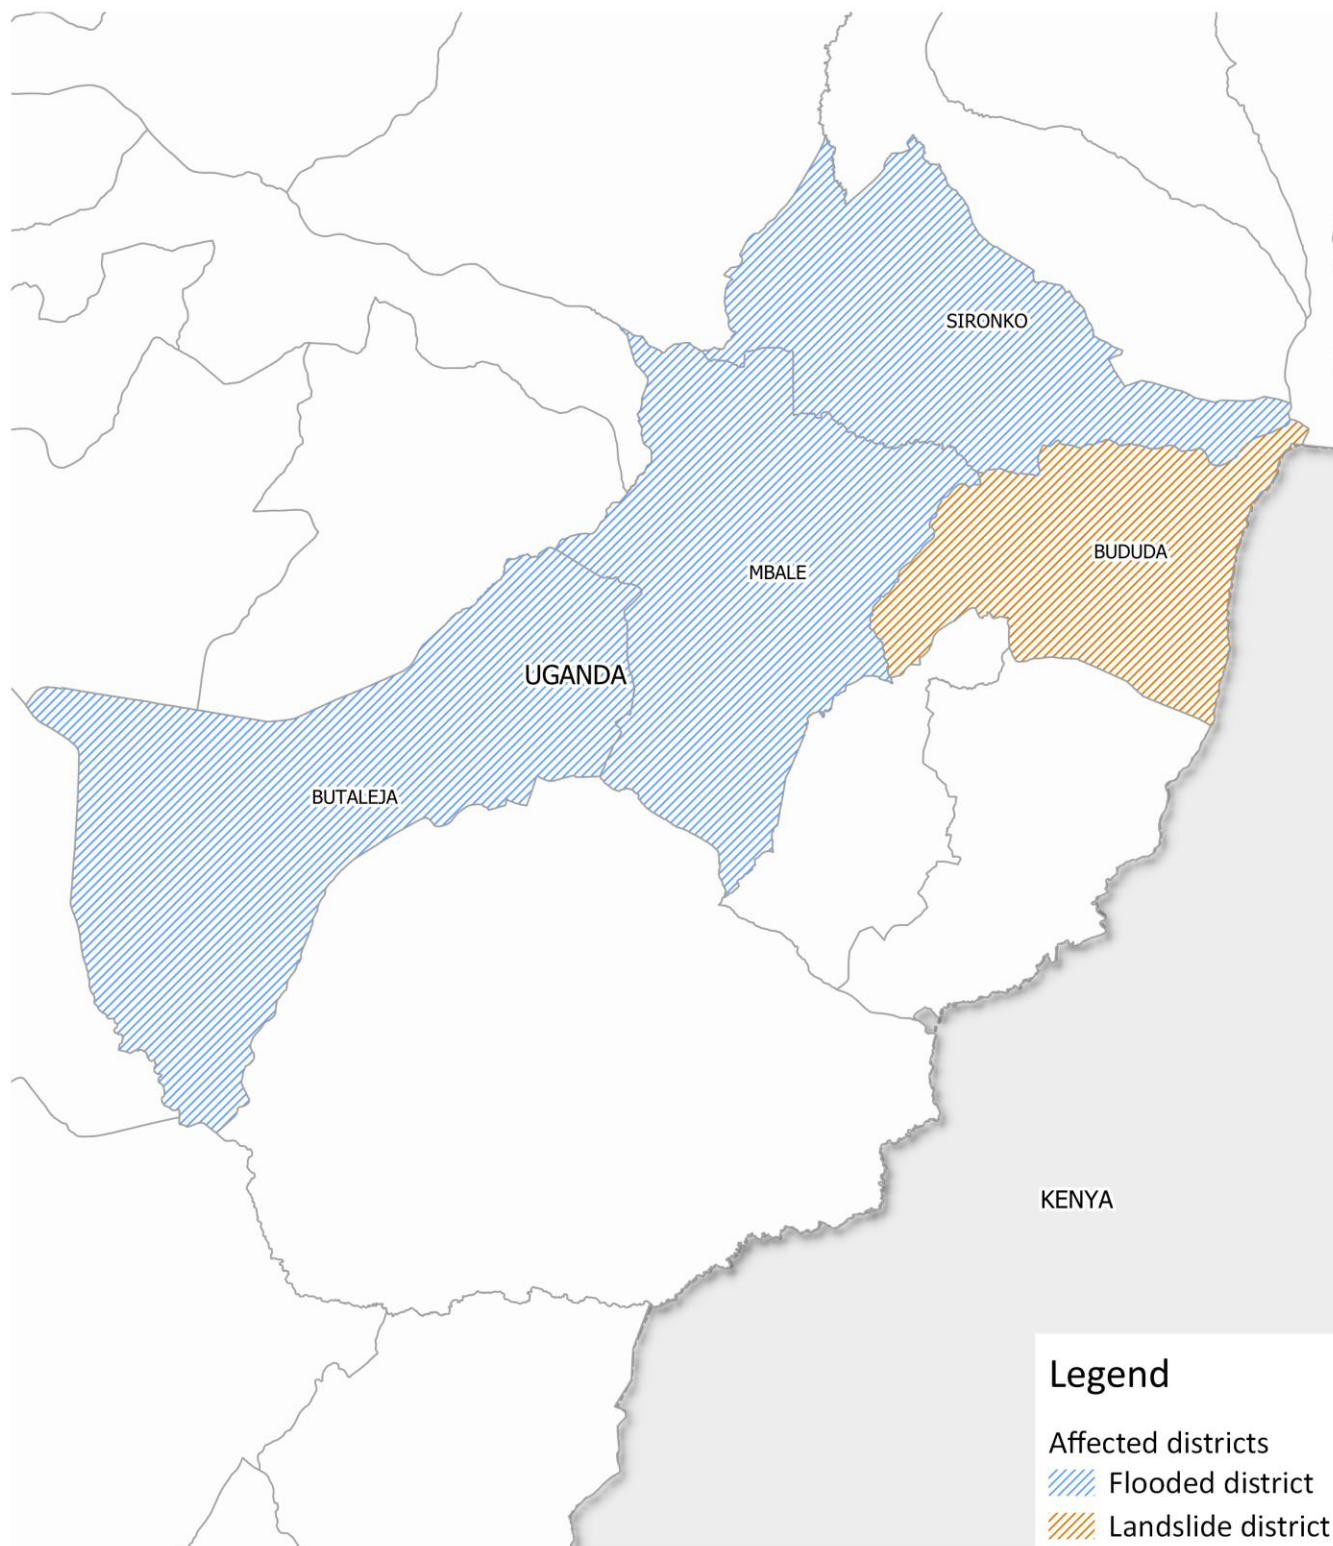 SIRONKO
BUDUDA
MBALE
UGANDA
BUTALEJA
KENYA
Legend
Affected districts
Flooded district
Landslide district